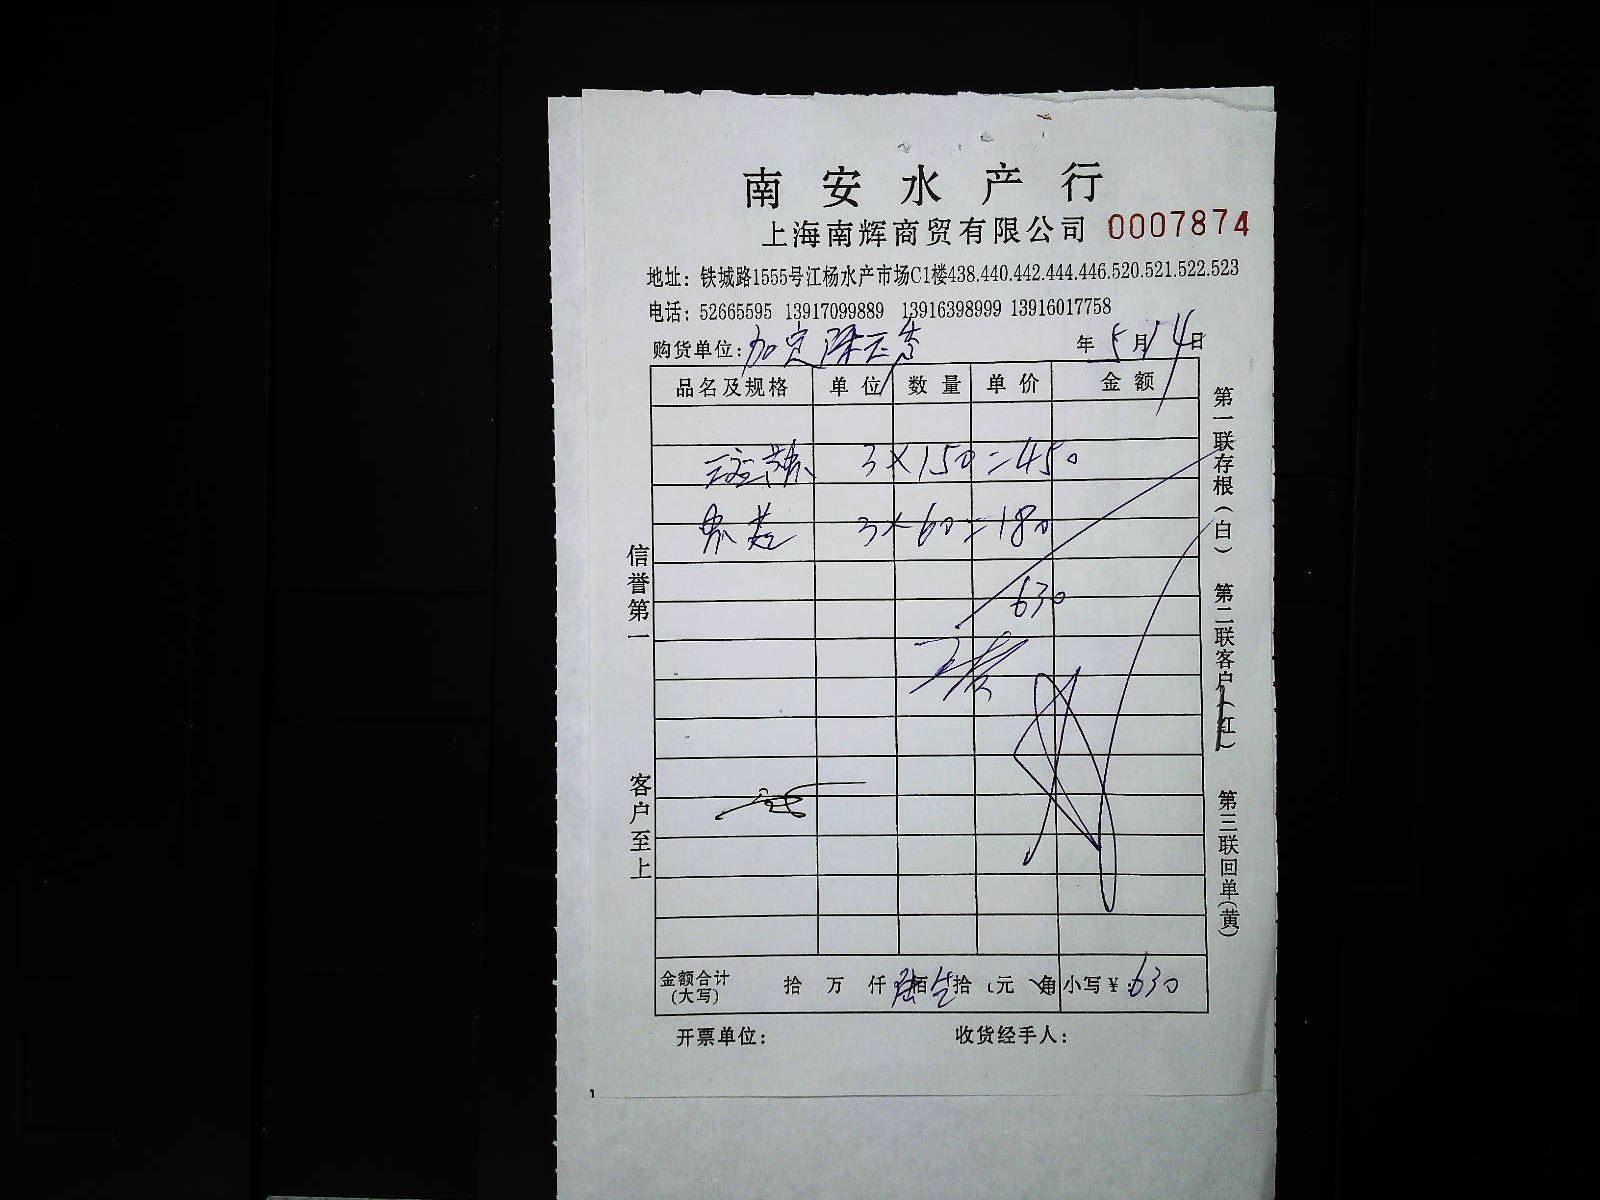 南安水产行
上海南辉商贸有限公司 0007874
地址：铁城路1555号江杨水产市场C1楼438.440.442.444.446.520.521.522.523
电话：52665595 13917099889 13916398999 13916017758
购货单位： 年5月14日
品名及规格 单位 数量 单价 金额
3×150=450
3×60=180
630
金额合计(大写) 拾 万 仟 陆佰 拾 元 角 小写￥：630
开票单位： 收货经手人：
信誉第一
客户至上
第一联存根(白)
第二联客户(红)
第三联回单(黄)